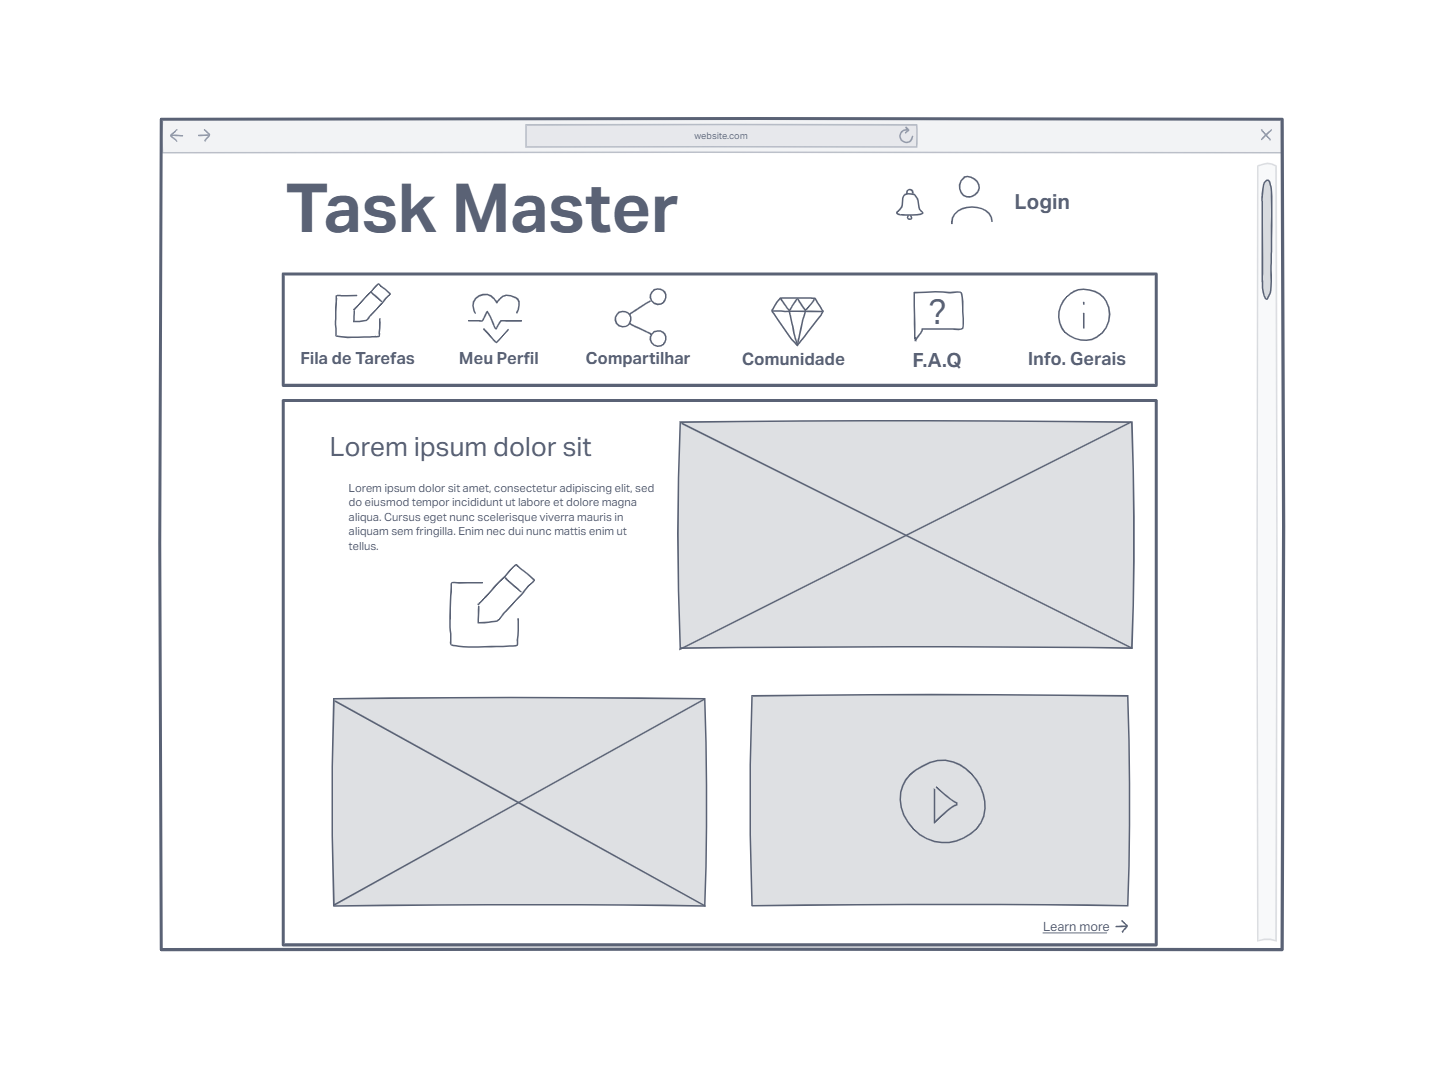 website.com
Task Master
Login
Fila de Tarefas
Meu Perfil
Compartilhar
Comunidade
?
F.A.Q
i
Info. Gerais
Lorem ipsum dolor sit
Lorem ipsum dolor sit amet, consectetur adipiscing elit, sed
do eiusmod tempor incididunt ut labore et dolore magna
aliqua. Cursus eget nunc scelerisque viverra mauris in
aliquam sem fringilla. Enim nec dui nunc mattis enim ut
tellus.
Learn more